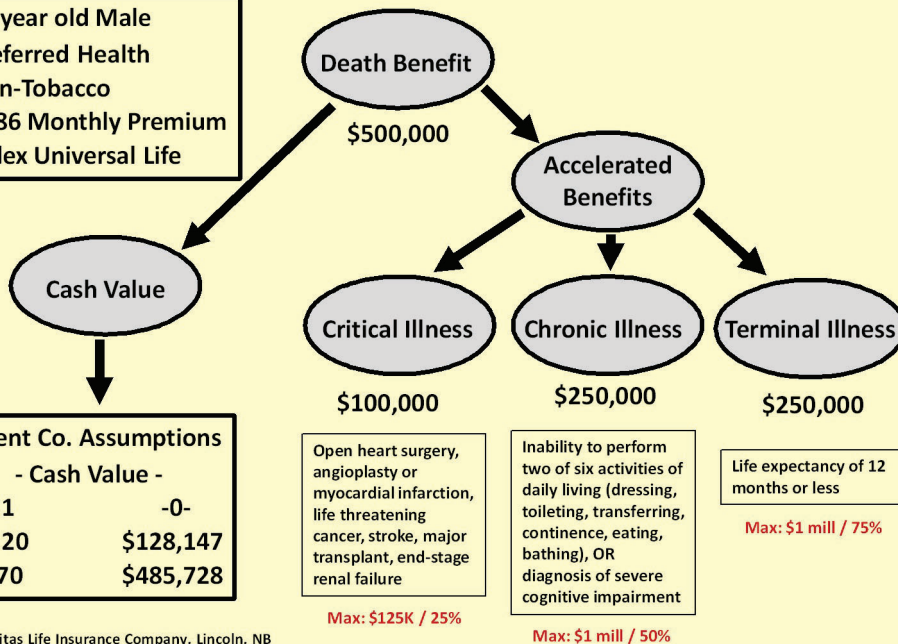 year old Male
eferred Health
n-Tobacco
86 Monthly Premium
dex Universal Life
Death Benefit
$500,000
Accelerated
Benefits
Cash Value
Critical Illness
$100,000
Chronic Illness
$250,000
Terminal Illness
$250,000
ent Co. Assumptions
- Cash Value -
1 -0-
20 $128,147
70 $485,728
Open heart surgery,
angioplasty or
myocardial infarction,
life threatening
cancer, stroke, major
transplant, end-stage
renal failure
Max: $125K / 25%
Inability to perform
two of six activities of
daily living (dressing,
toileting, transferring,
continence, eating,
bathing), OR
diagnosis of severe
cognitive impairment
Max: $1 mill / 50%
Life expectancy of 12
months or less
Max: $1 mill / 75%
itas Life Insurance Company, Lincoln, NB